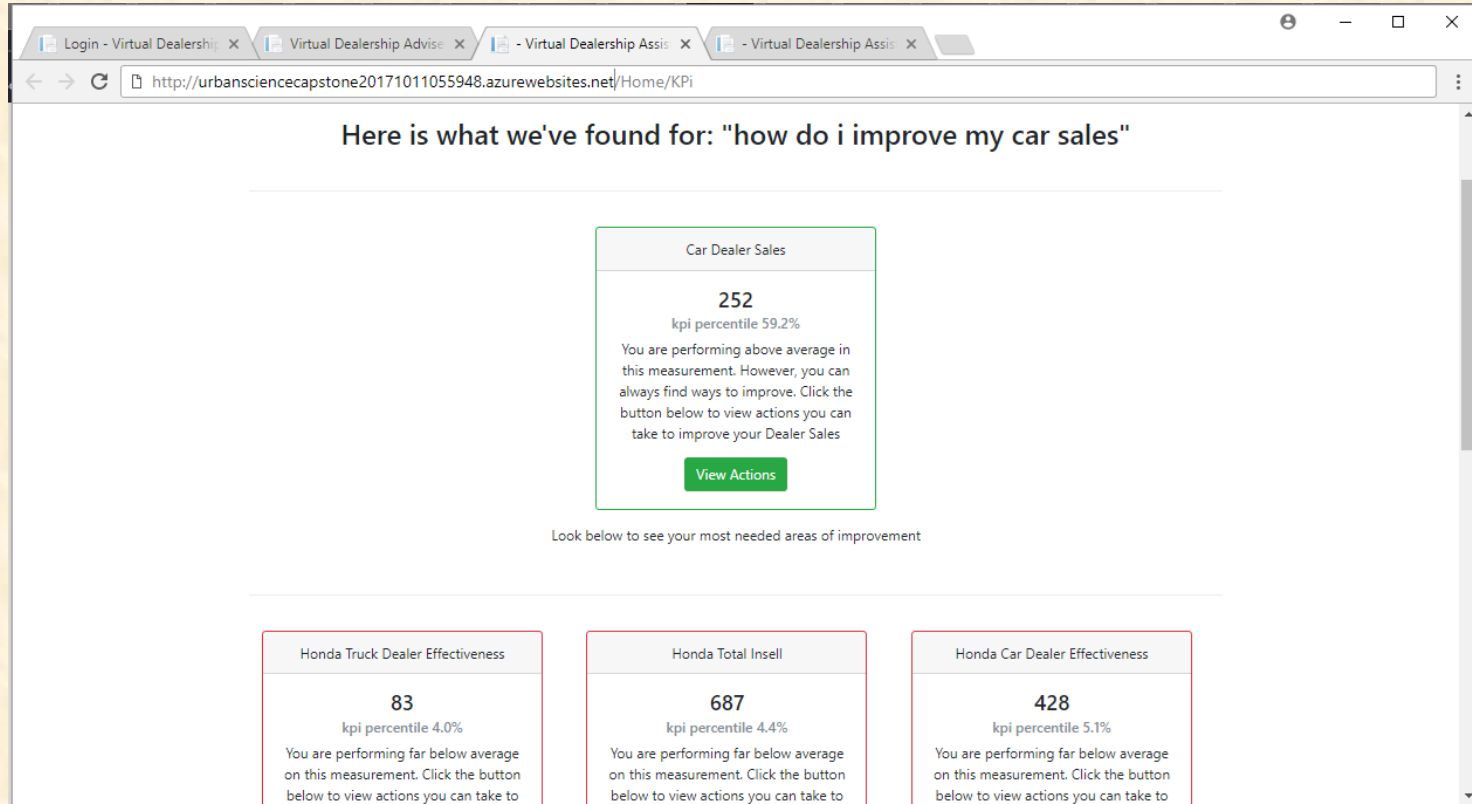 Login - Virtual Dealership
Virtual Dealership Advise
- Virtual Dealership Assis
- Virtual Dealership Assis
http://urbansciencecapstone20171011055948.azurewebsites.net/Home/KPi
Here is what we've found for: "how do i improve my car sales"
Car Dealer Sales
252
kpi percentile 59.2%
You are performing above average in
this measurement. However, you can
always find ways to improve. Click the
button below to view actions you can
take to improve your Dealer Sales
View Actions
Look below to see your most needed areas of improvement
Honda Truck Dealer Effectiveness
83
kpi percentile 4.0%
You are performing far below average
on this measurement. Click the button
below to view actions you can take to
Honda Total Insell
687
kpi percentile 4.4%
You are performing far below average
on this measurement. Click the button
below to view actions you can take to
Honda Car Dealer Effectiveness
428
kpi percentile 5.1%
You are performing far below average
on this measurement. Click the button
below to view actions you can take to